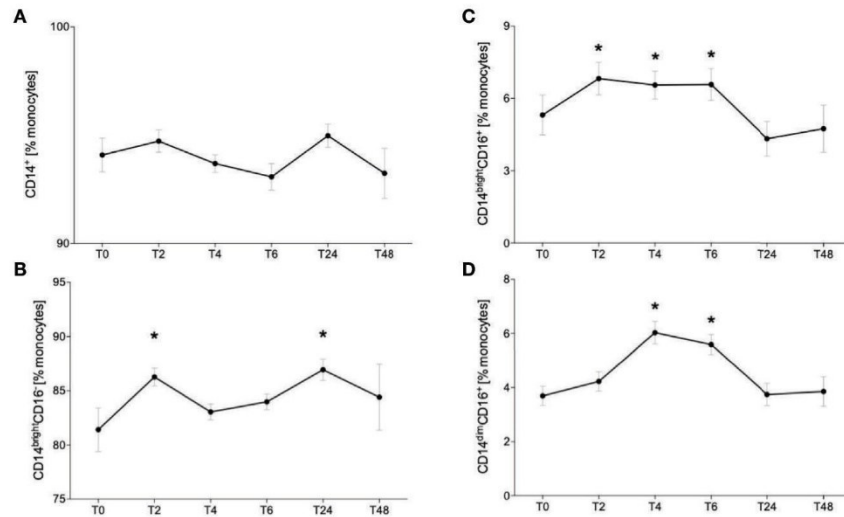 A
100
CD14⁺ [% monocytes]
90
T0 T2 T4 T6 T24 T48
B
95
90
85
80
75
CD14ᵇʳⁱᵍʰᵗCD16⁻ [% monocytes]
* *
T0 T2 T4 T6 T24 T48
C
9
6
3
0
CD14ᵇʳⁱᵍʰᵗCD16⁺ [% monocytes]
* * *
T0 T2 T4 T6 T24 T48
D
8
6
4
2
0
CD14ᵈⁱᵐCD16⁺ [% monocytes]
* *
T0 T2 T4 T6 T24 T48